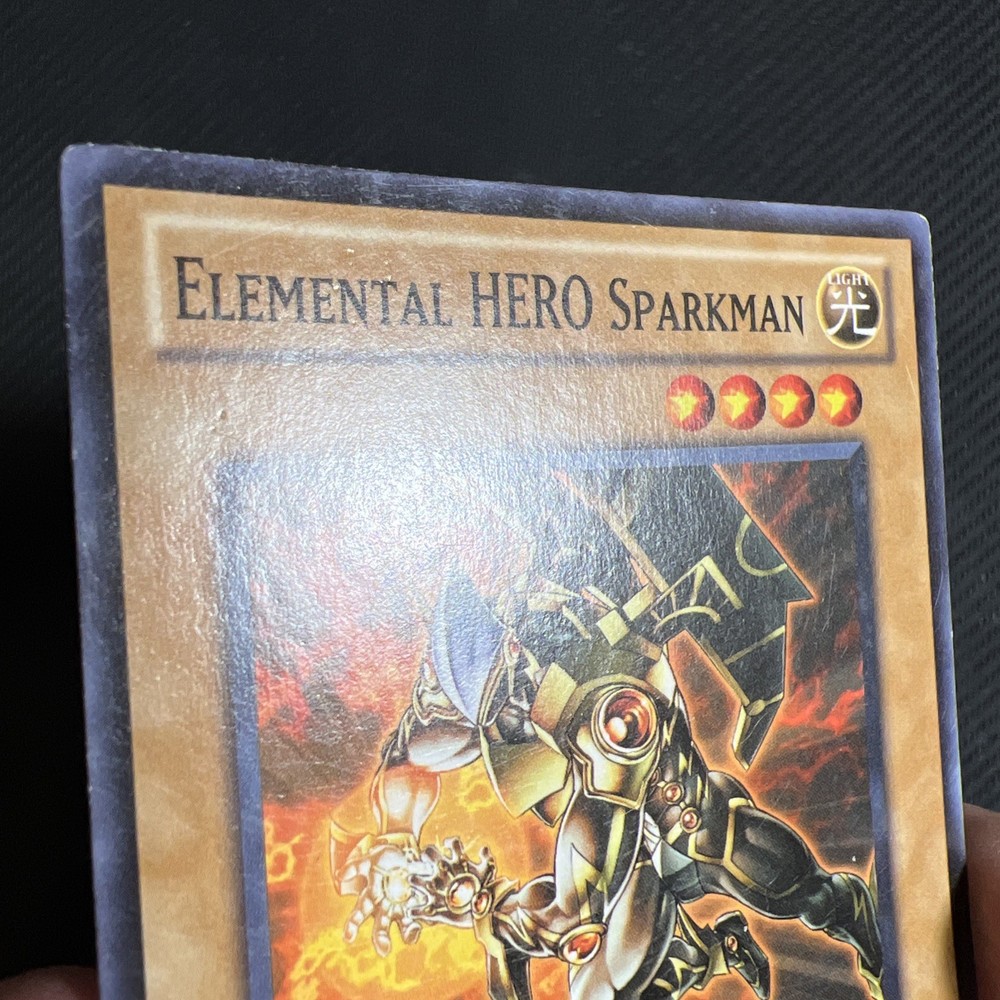 Elemental HERO Sparkman
LIGHT
光